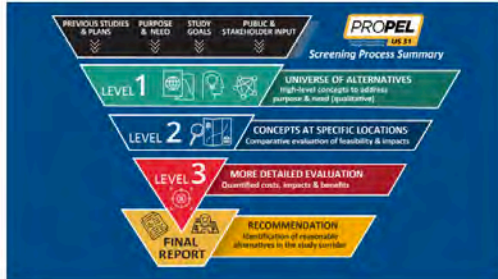 PREVIOUS STUDIES
& PLANS
PURPOSE
& NEED
STUDY
GOALS
PUBLIC &
STAKEHOLDER INPUT
PROPEL
US 31
Screening Process Summary
LEVEL 1
UNIVERSE OF ALTERNATIVES
High-level concepts to address
purpose & need (qualitative)
LEVEL 2
CONCEPTS AT SPECIFIC LOCATIONS
Comparative evaluation of feasibility & impacts
LEVEL 3
MORE DETAILED EVALUATION
Quantified costs, impacts & benefits
FINAL
REPORT
RECOMMENDATION
Identification of reasonable
alternatives in the study corridor